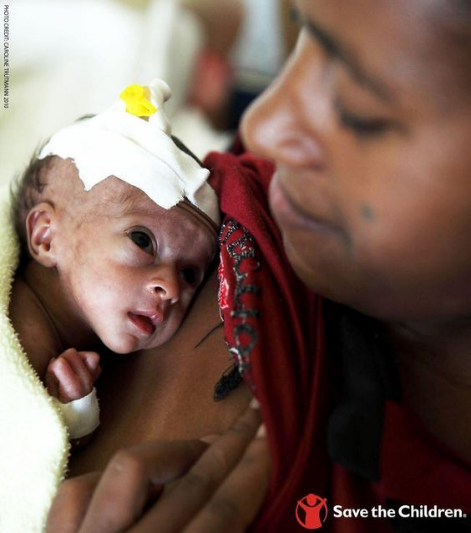 PHOTO CREDIT: CAROLINE TRUTMANN 2013
Save the Children®